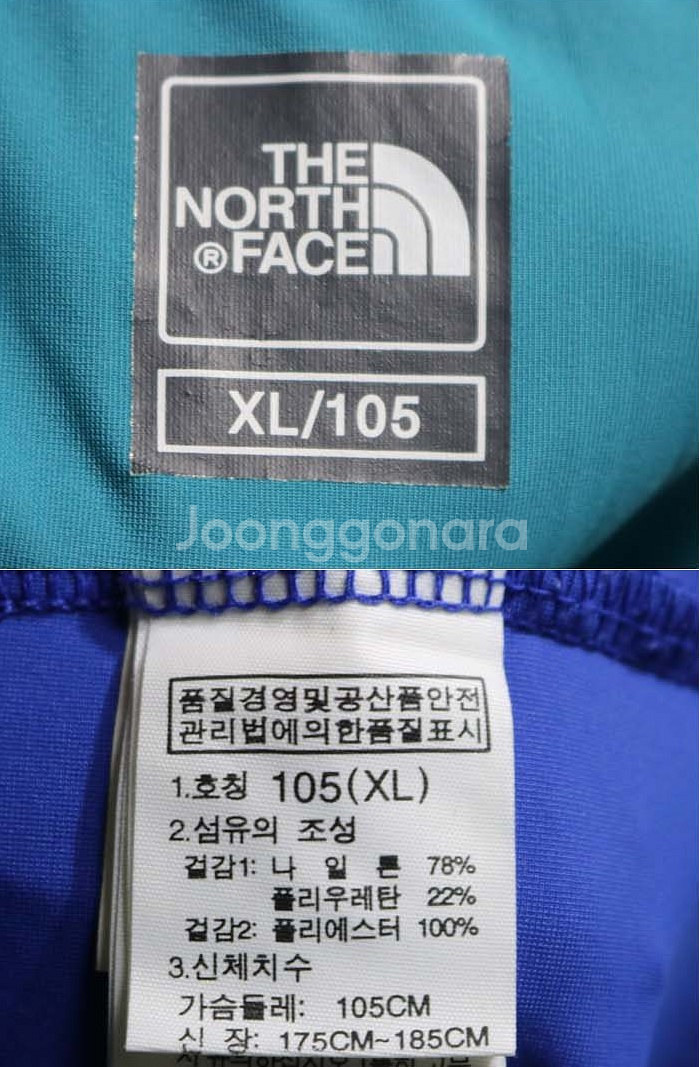 THE
NORTH
® FACE
XL/105
Joonggonara
품질경영및공산품안전
관리법에의한품질표시
1.호칭 105(XL)
2.섬유의 조성
겉감1: 나 일 론 78%
폴리우레탄 22%
겉감2: 폴리에스터 100%
3.신체치수
가슴둘레: 105CM
신 장: 175CM~185CM